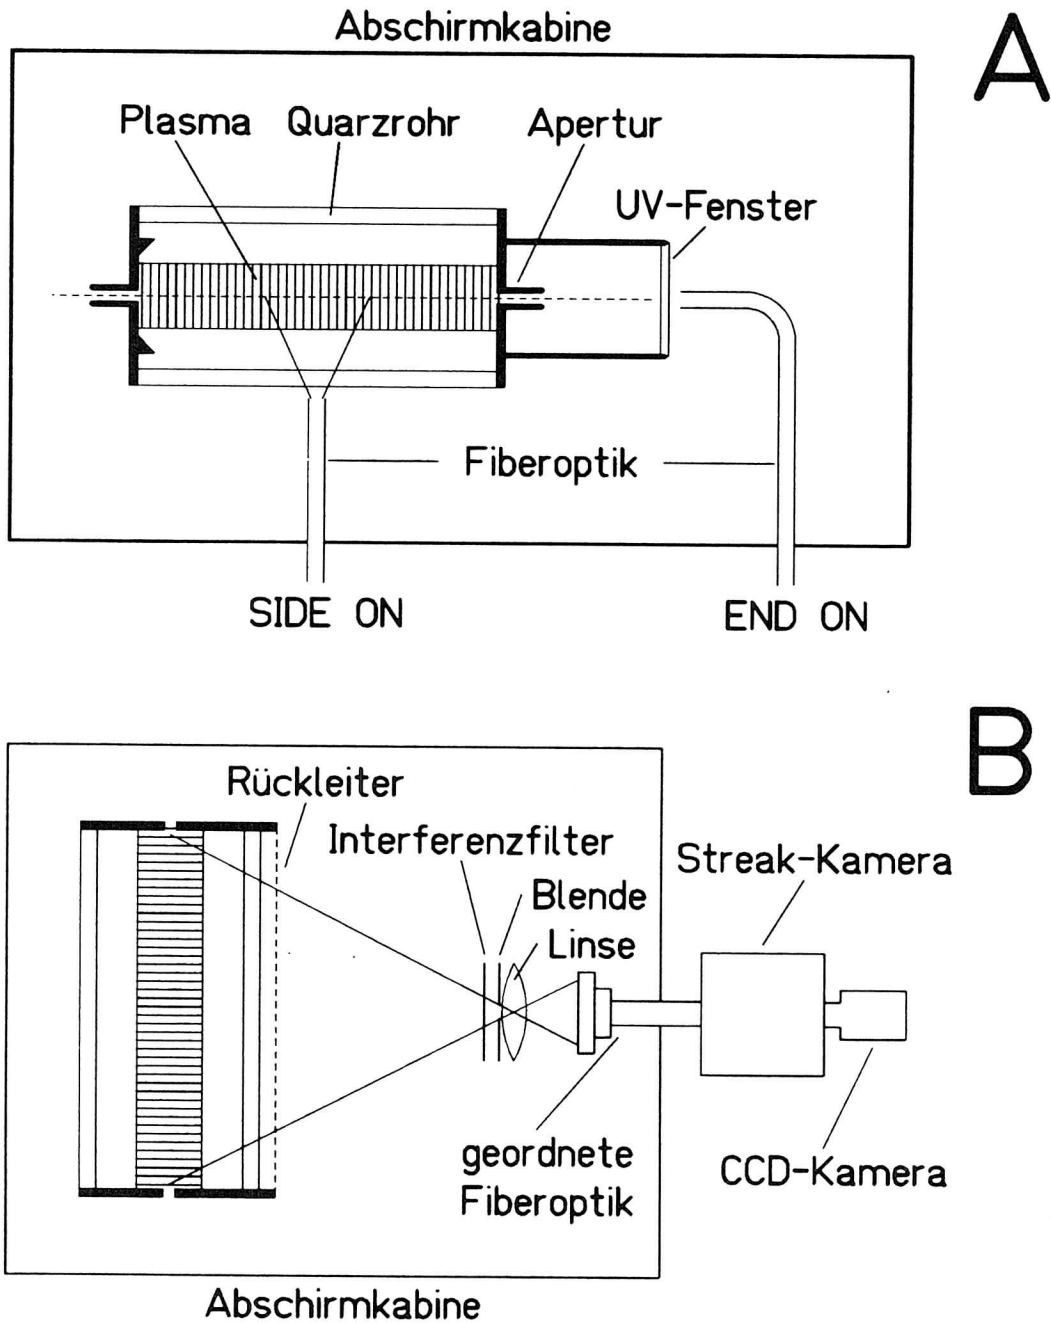 Abschirmkabine
A
Plasma Quarzrohr Apertur
UV-Fenster
Fiberoptik
SIDE ON
END ON
B
Rückleiter
Interferenzfilter
Blende
Linse
Streak-Kamera
geordnete
Fiberoptik
CCD-Kamera
Abschirmkabine